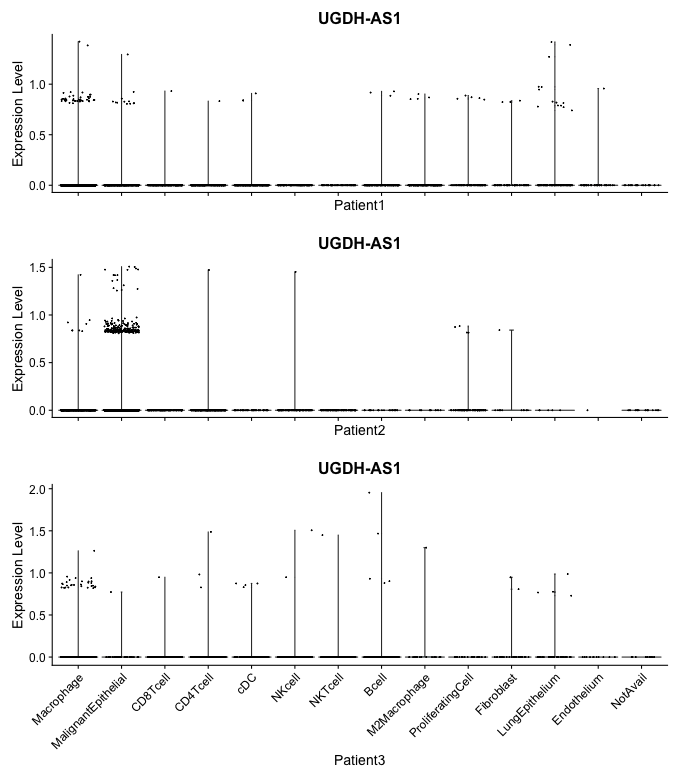 UGDH-AS1
Expression Level
1.0
0.5
0.0
Patient1
UGDH-AS1
Expression Level
1.5
1.0
0.5
0.0
Patient2
UGDH-AS1
Expression Level
2.0
1.5
1.0
0.5
0.0
Macrophage
MalignantEpithelial
CD8Tcell
CD4Tcell
cDC
NKcell
NKTcell
Bcell
M2Macrophage
ProliferatingCell
Fibroblast
LungEpithelium
Endothelium
NotAvail
Patient3